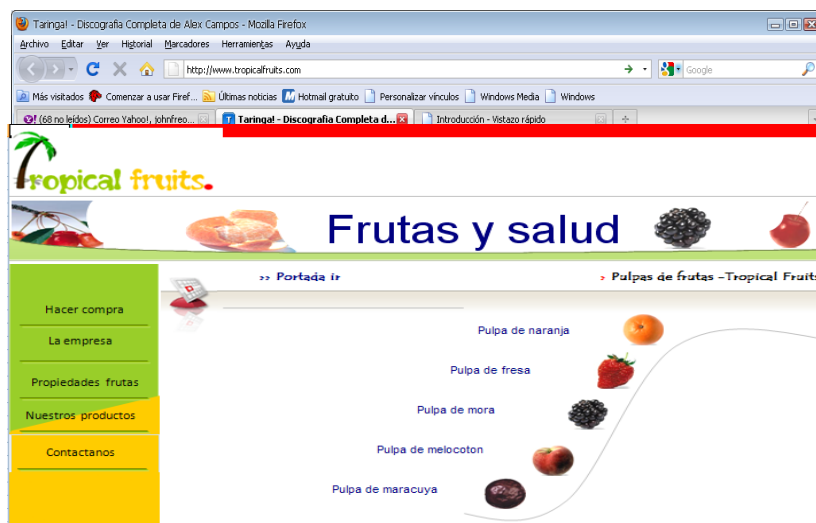 Taringa! - Discografia Completa de Alex Campos - Mozilla Firefox
Archivo Editar Ver Historial Marcadores Herramientas Ayuda
http://www.tropicalfruits.com Google
Más visitados Comenzar a usar Firef... Últimas noticias Hotmail gratuito Personalizar vínculos Windows Media Windows
(68 no leídos) Correo Yahoo!, johnfreo... Taringa! - Discografia Completa d... Introducción - Vistazo rápido
Tropical fruits.
Frutas y salud
>> Portada ir > Pulpas de frutas -Tropical Fruits
Hacer compra
La empresa
Propiedades frutas
Nuestros productos
Contactanos
Pulpa de naranja
Pulpa de fresa
Pulpa de mora
Pulpa de melocoton
Pulpa de maracuya